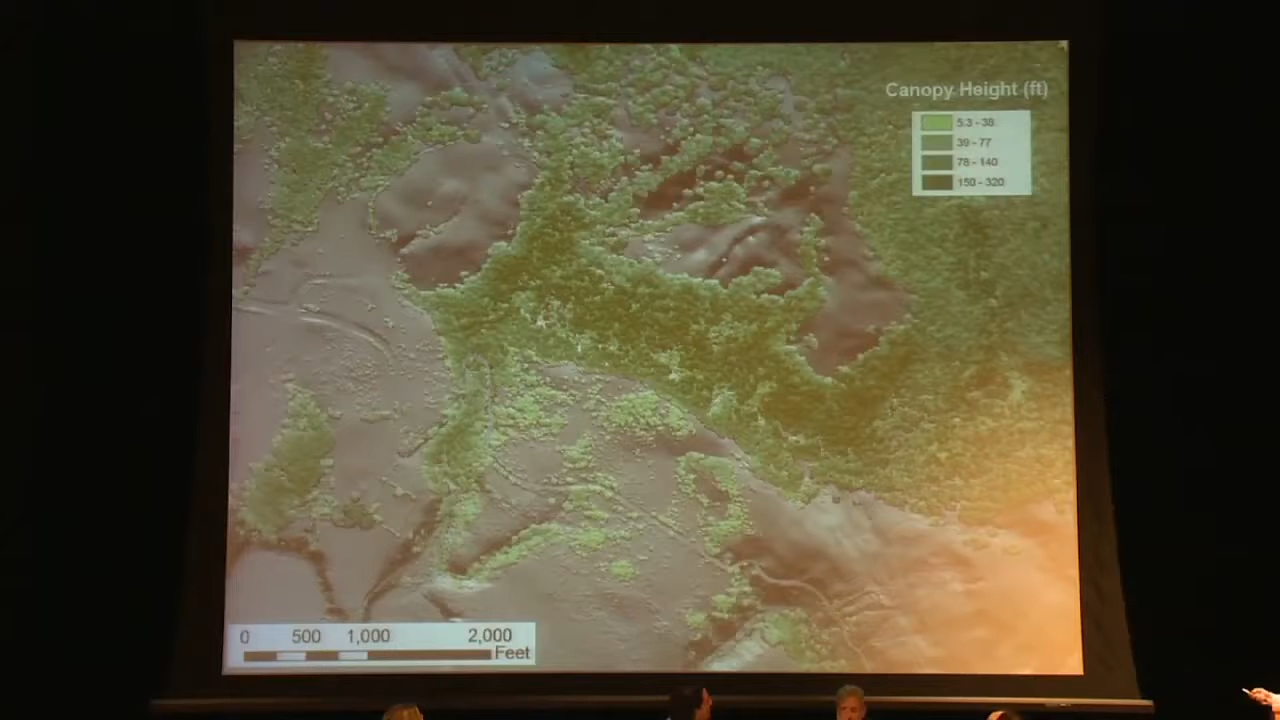 Canopy Height (ft)
5.3 - 38
39 - 77
78 - 140
150 - 320
0 500 1,000 2,000
Feet